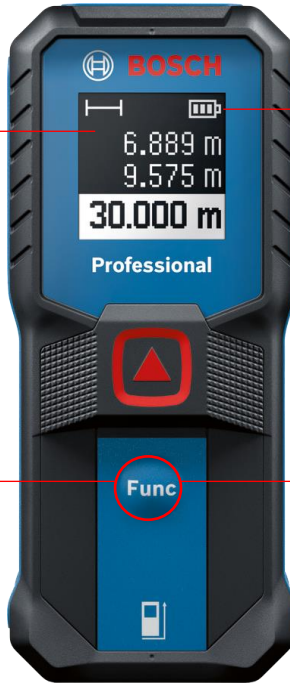 BOSCH
6.889 m
9.575 m
30.000 m
Professional
Func